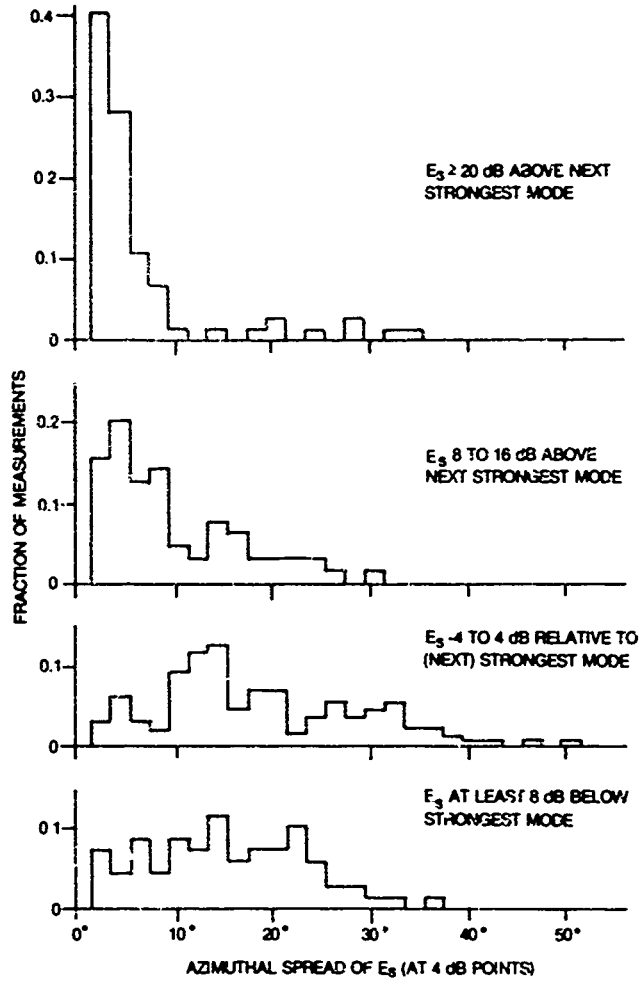 0.4
0.3
0.2
0.1
0
E_s ≥ 20 dB ABOVE NEXT
STRONGEST MODE
FRACTION OF MEASUREMENTS
0.2
0.1
0
E_s 8 TO 16 dB ABOVE
NEXT STRONGEST MODE
0.1
0
E_s -4 TO 4 dB RELATIVE TO
(NEXT) STRONGEST MODE
0.1
0
E_s AT LEAST 8 dB BELOW
STRONGEST MODE
0° 10° 20° 30° 40° 50°
AZIMUTHAL SPREAD OF E_s (AT 4 dB POINTS)